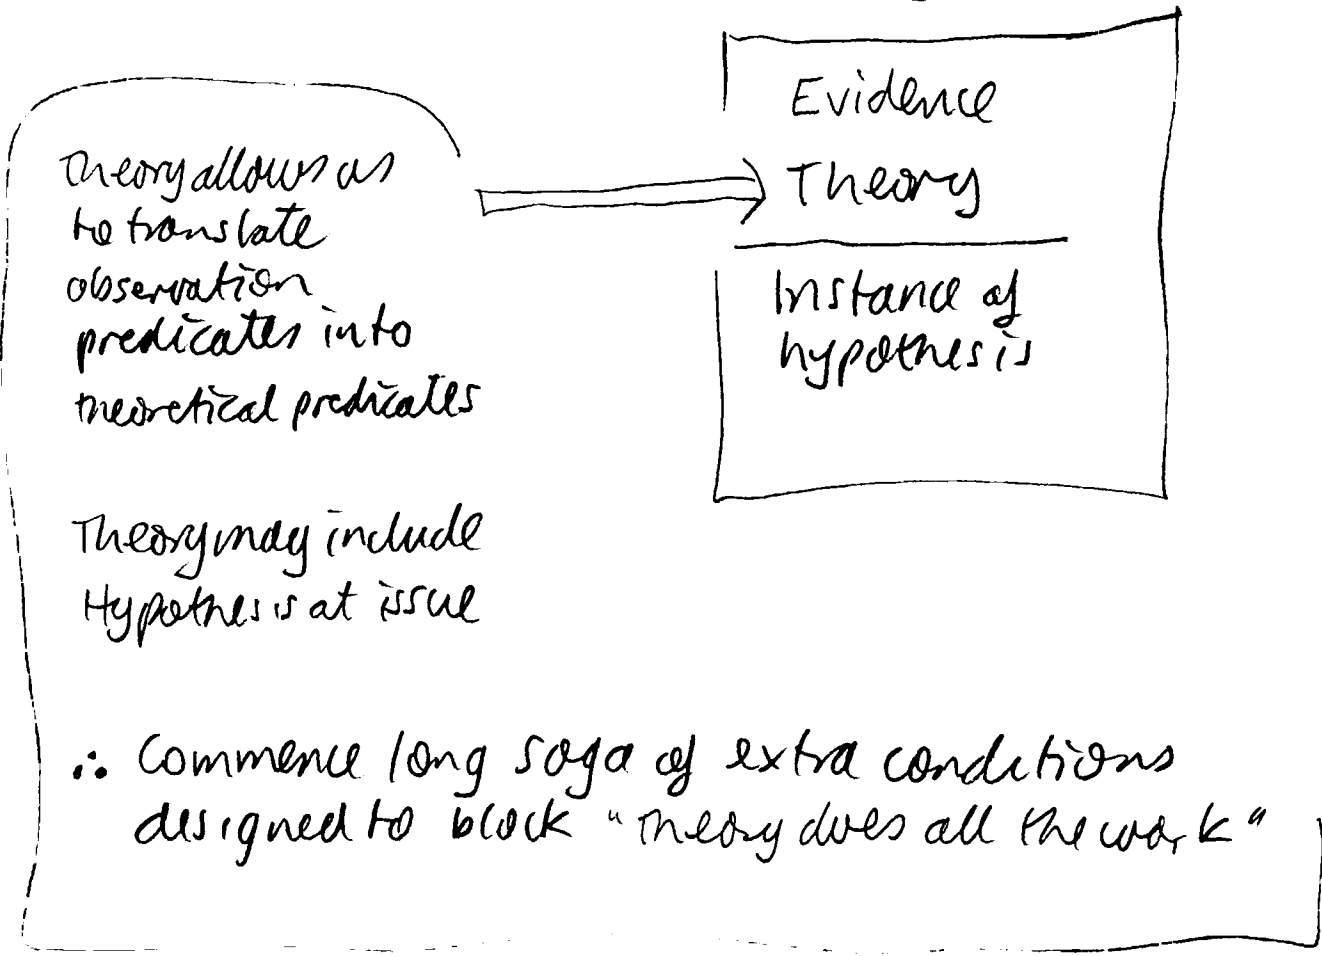 Theory allows us
to translate
observation
predicates into
theoretical predicates
Theory may include
Hypothesis at issue
Evidence
Theory
Instance of
hypothesis
∴ Commence long saga of extra conditions
designed to block "Theory does all the work"